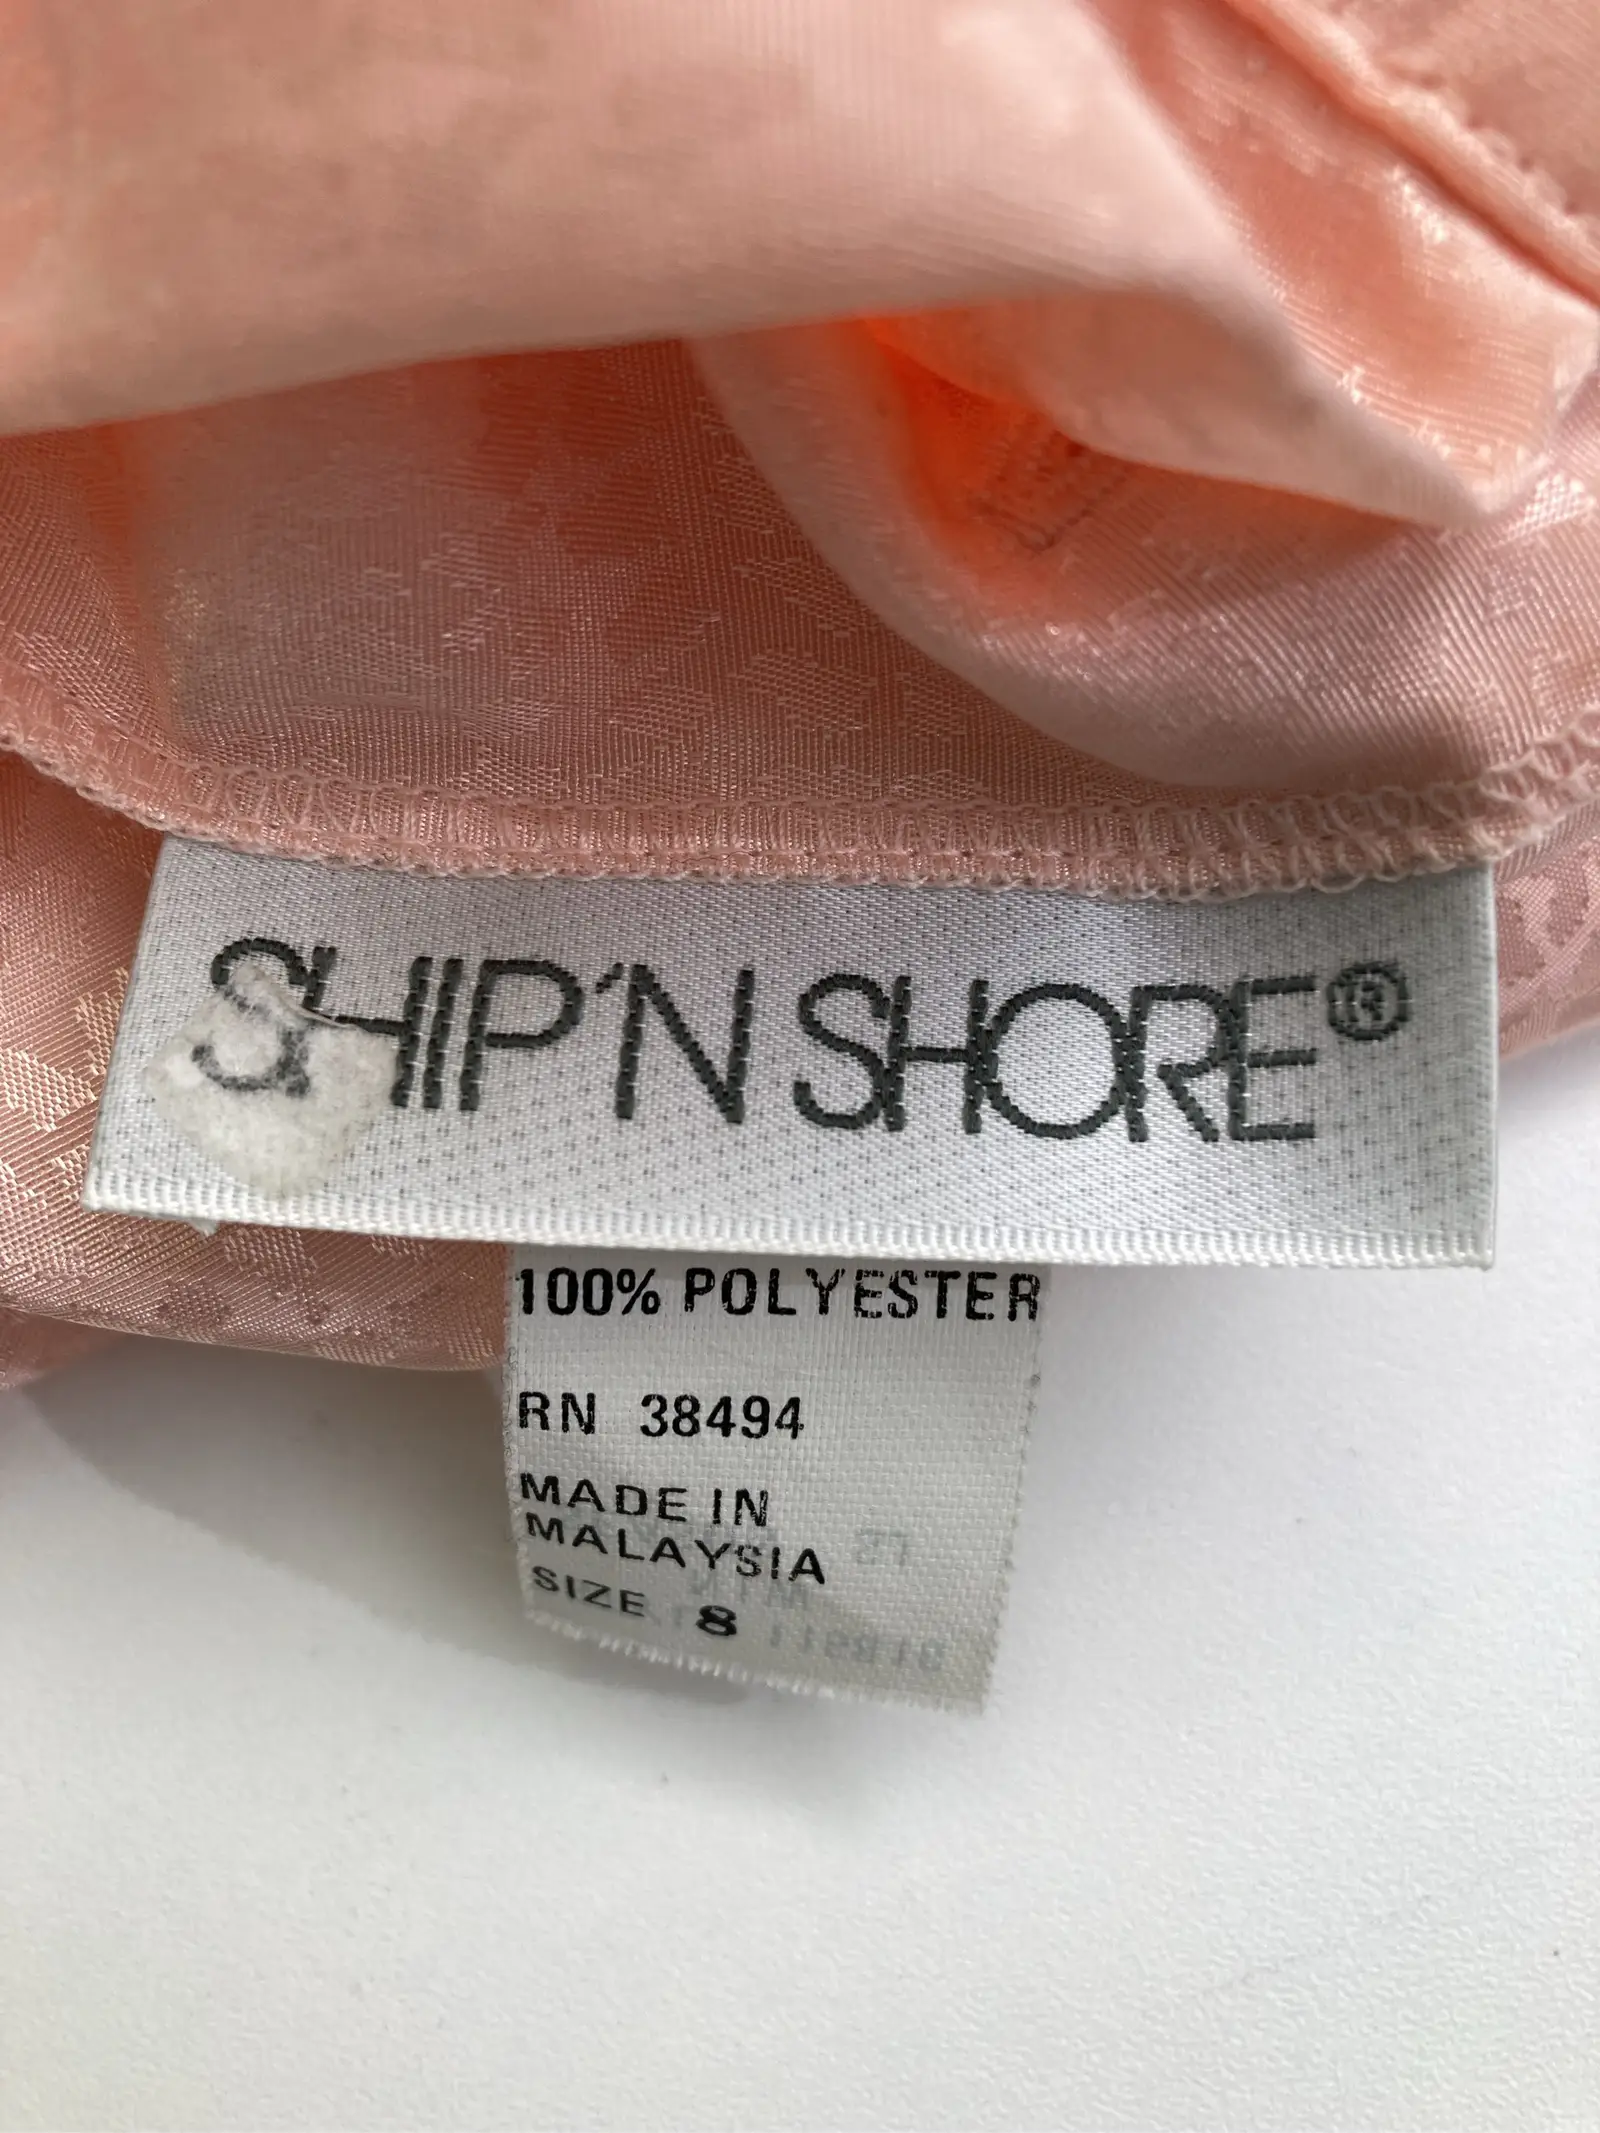 SHIP'N SHORE®
100% POLYESTER
RN 38494
MADE IN
MALAYSIA
SIZE 8